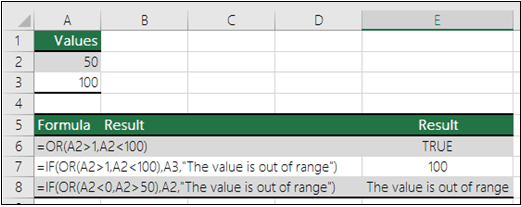 A B C D E
1 Values
2 50
3 100
4
5 Formula Result Result
6 =OR(A2>1,A2<100) TRUE
7 =IF(OR(A2>1,A2<100),A3,"The value is out of range") 100
8 =IF(OR(A2<0,A2>50),A2,"The value is out of range") The value is out of range